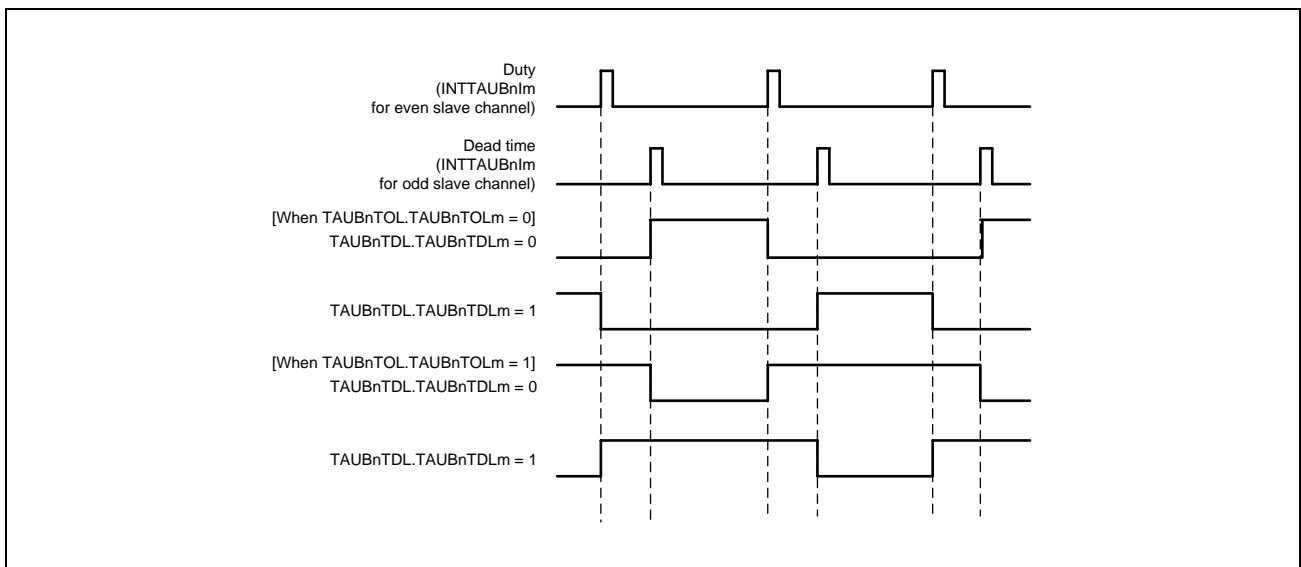 Duty
(INTTAUBnIm
for even slave channel)
Dead time
(INTTAUBnIm
for odd slave channel)
[When TAUBnTOL.TAUBnTOLm = 0]
TAUBnTDL.TAUBnTDLm = 0
TAUBnTDL.TAUBnTDLm = 1
[When TAUBnTOL.TAUBnTOLm = 1]
TAUBnTDL.TAUBnTDLm = 0
TAUBnTDL.TAUBnTDLm = 1